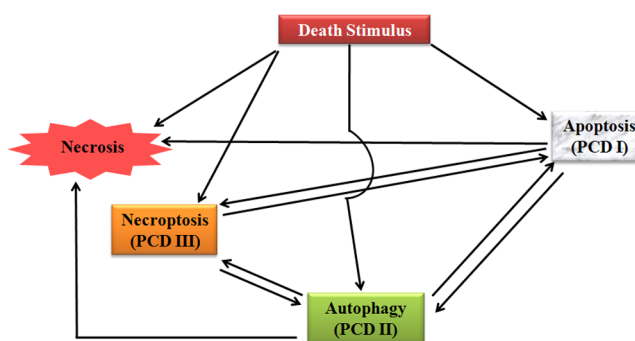 Death Stimulus
Necrosis
Apoptosis
(PCD I)
Necroptosis
(PCD III)
Autophagy
(PCD II)